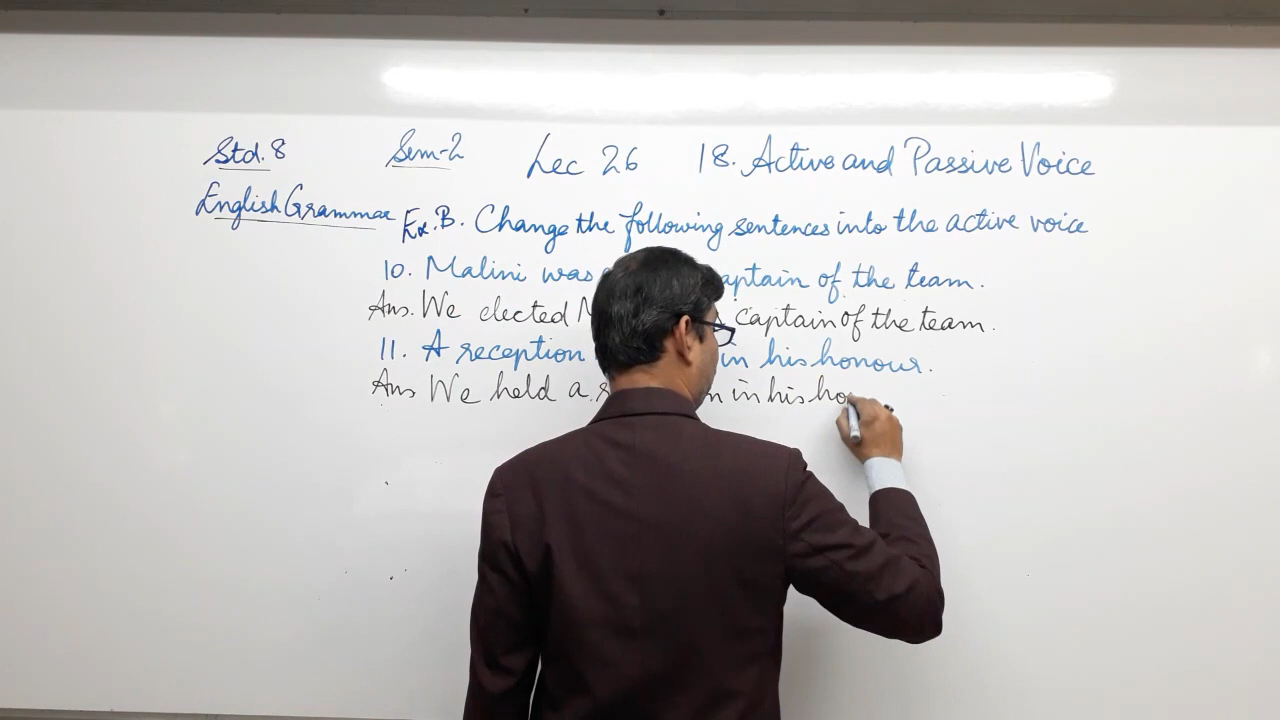 Std. 8 Sem-2 Lec 26 18. Active and Passive Voice
English Grammar Ex. B. Change the following sentences into the active voice
10. Malini was aptain of the team.
Ans. We elected M captain of the team.
11. A reception in his honour.
Ans We held a r n in his ho